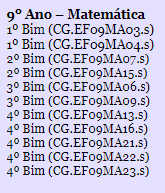 9º Ano – Matemática
1º Bim (CG.EF09MA03.s)
1º Bim (CG.EF09MA04.s)
2º Bim (CG.EF09MA07.s)
2º Bim (CG.EF09MA15.s)
3º Bim (CG.EF09MA06.s)
3º Bim (CG.EF09MA09.s)
4º Bim (CG.EF09MA13.s)
4º Bim (CG.EF09MA16.s)
4º Bim (CG.EF09MA21.s)
4º Bim (CG.EF09MA22.s)
4º Bim (CG.EF09MA23.s)